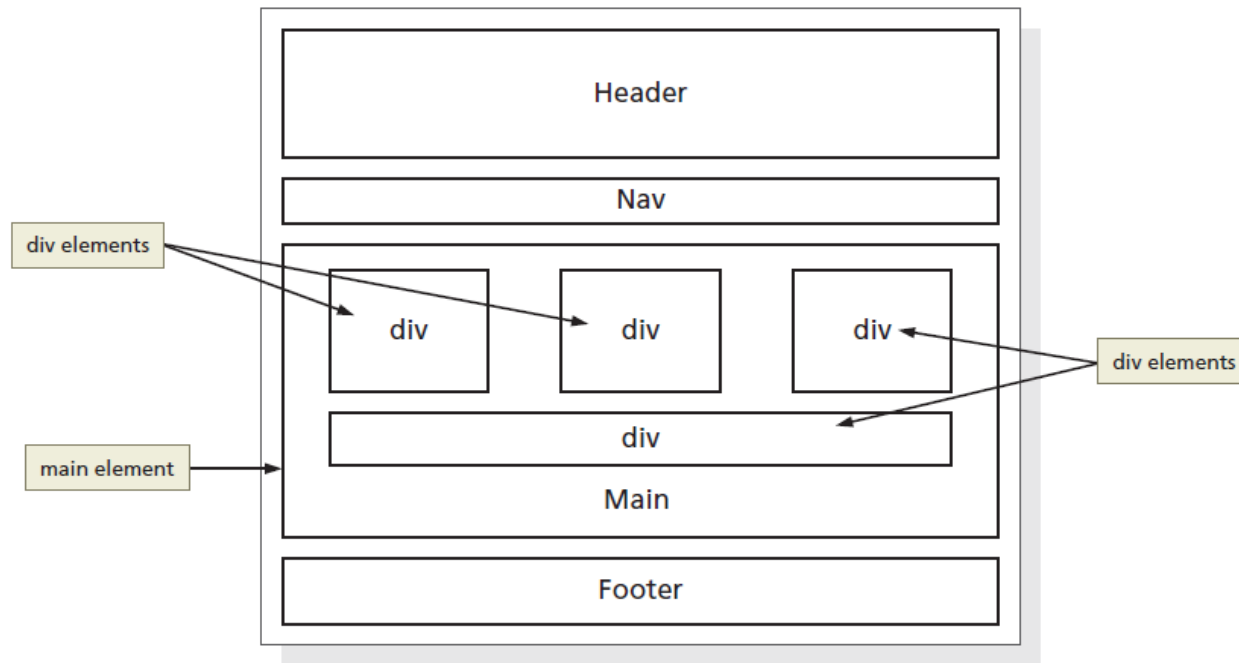 Header
Nav
div elements
div
div
div
div elements
div
main element
Main
Footer